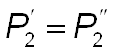 P₂′ = P₂″